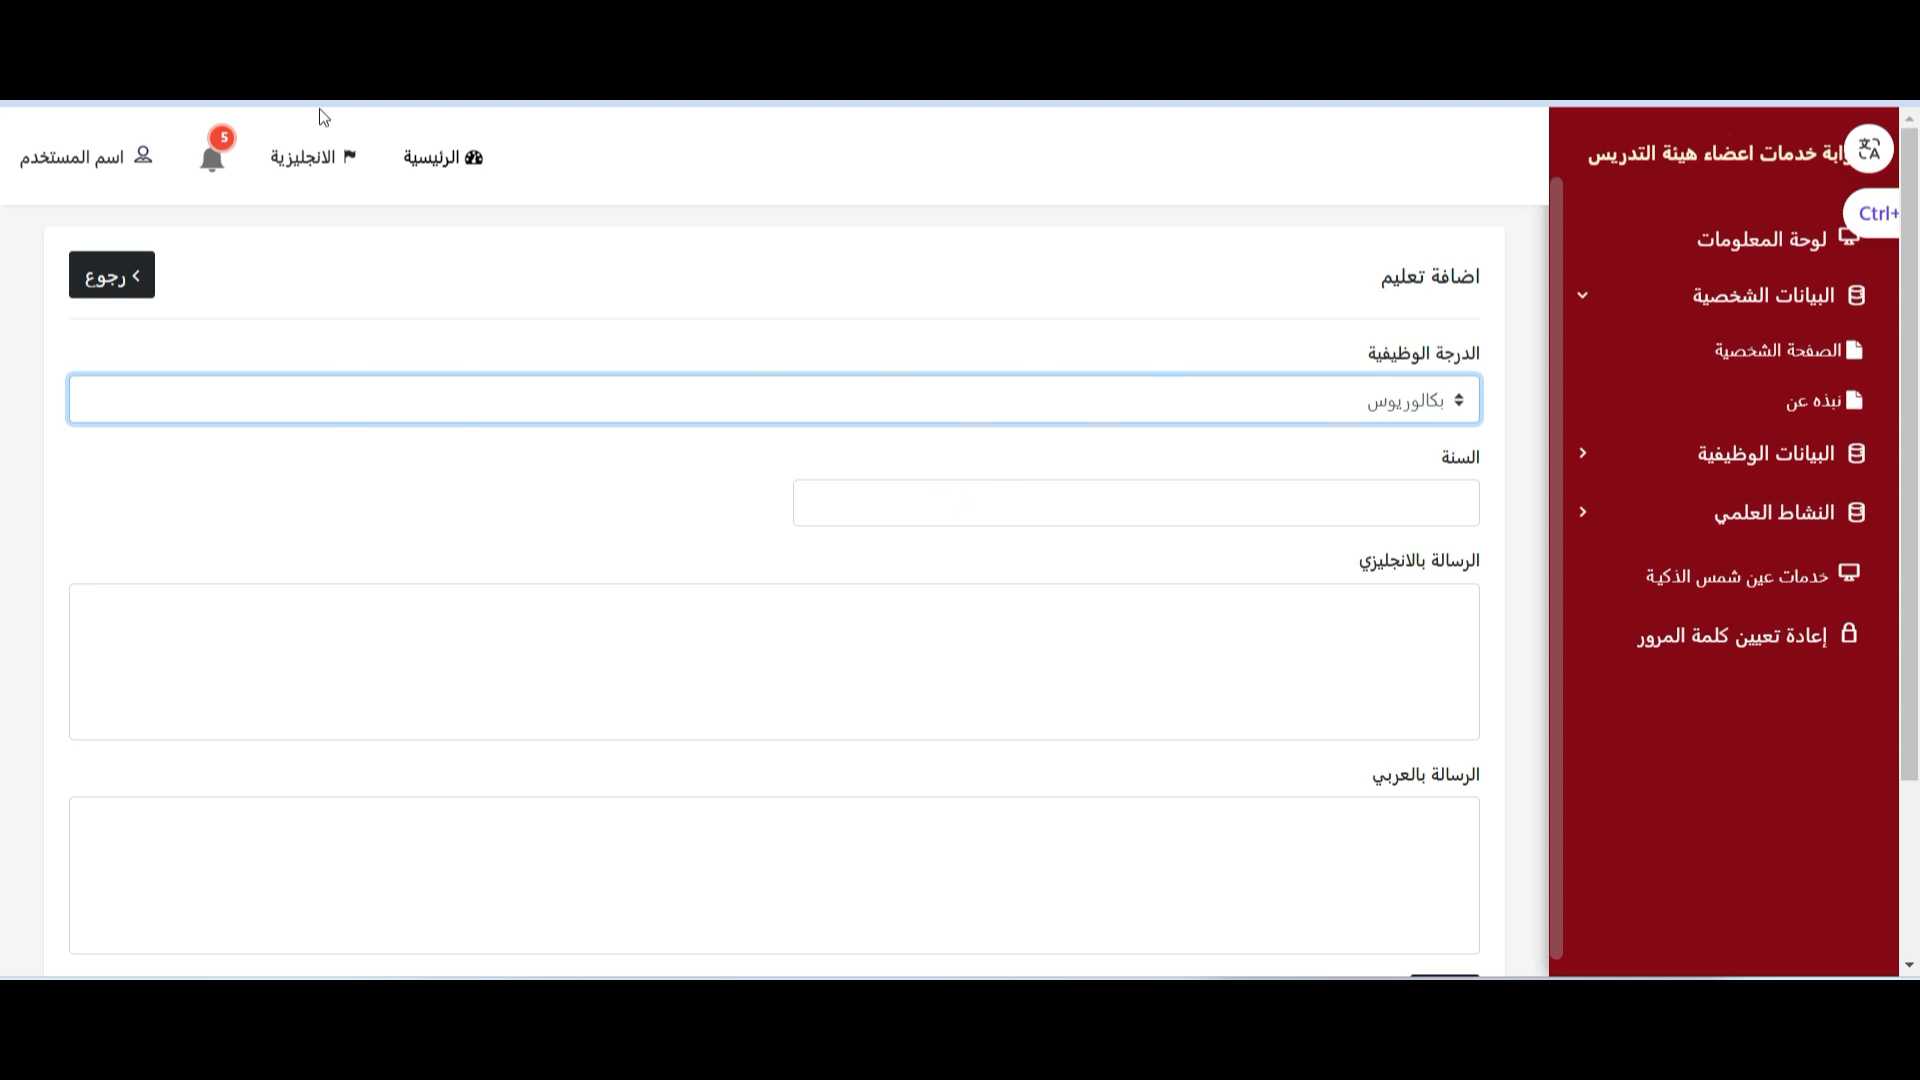 خدمات اعضاء هيئة التدريس
الرئيسية
الانجليزية
5
اسم المستخدم
Ctrl+
لوحة المعلومات
البيانات الشخصية
الصفحة الشخصية
نبذه عن
البيانات الوظيفية
النشاط العلمي
خدمات عين شمس الذكية
إعادة تعيين كلمة المرور
اضافة تعليم
رجوع
الدرجة الوظيفية
بكالوريوس
السنة
الرسالة بالانجليزي
الرسالة بالعربي